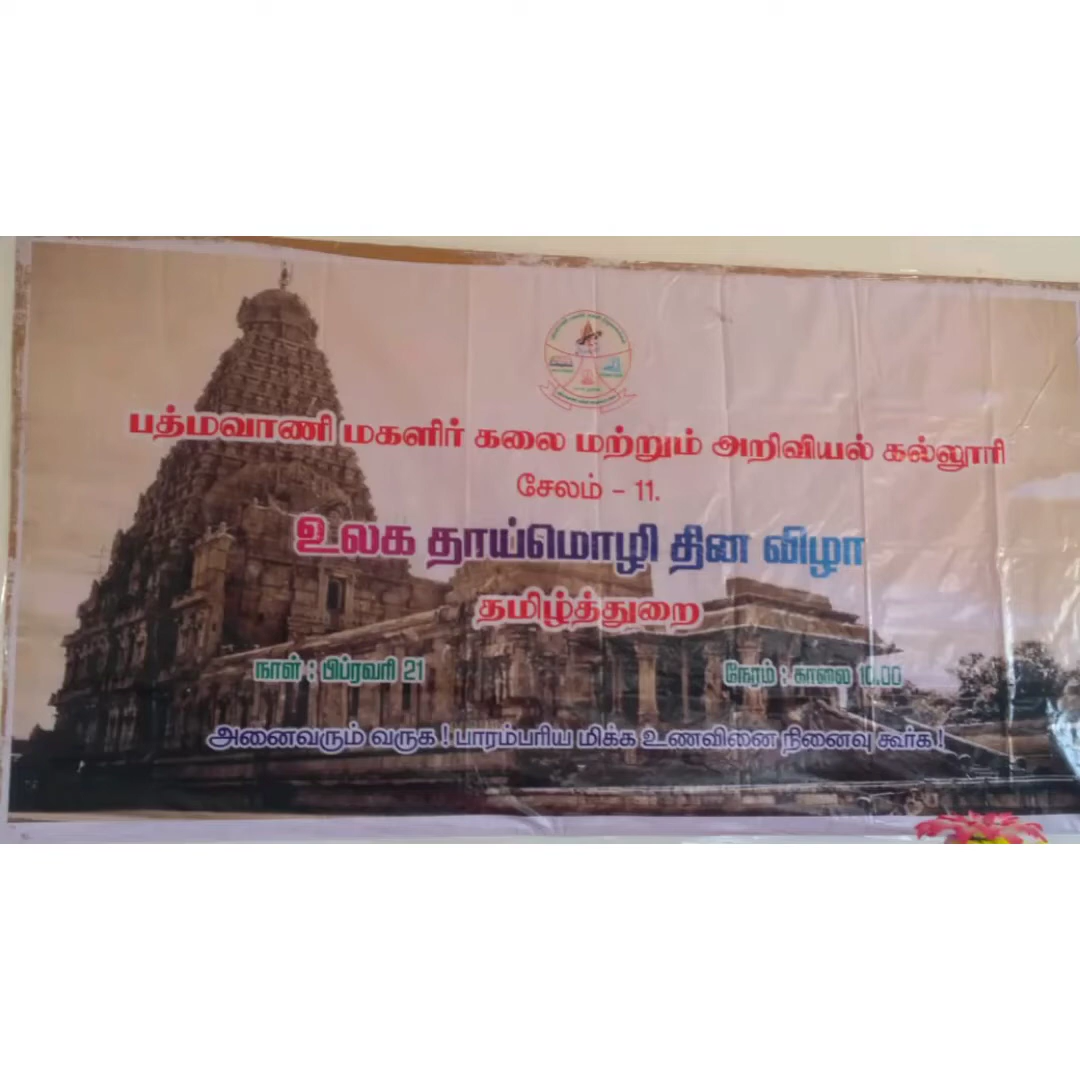 பத்மவாணி மகளிர் கலை மற்றும் அறிவியல் கல்லூரி
சேலம் - 11.
உலக தாய்மொழி தின விழா
தமிழ்த்துறை
நாள் : பிப்ரவரி 21 நேரம் : காலை 10.00
அனைவரும் வருக ! பாரம்பரிய மிக்க உணவினை நினைவு கூர்க !